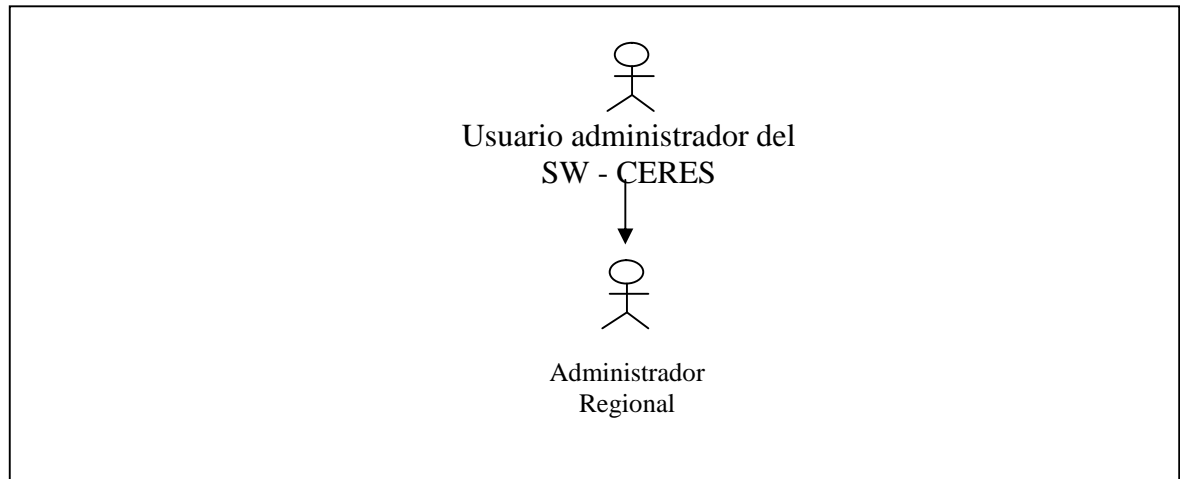 Usuario administrador del
SW - CERES
Administrador
Regional